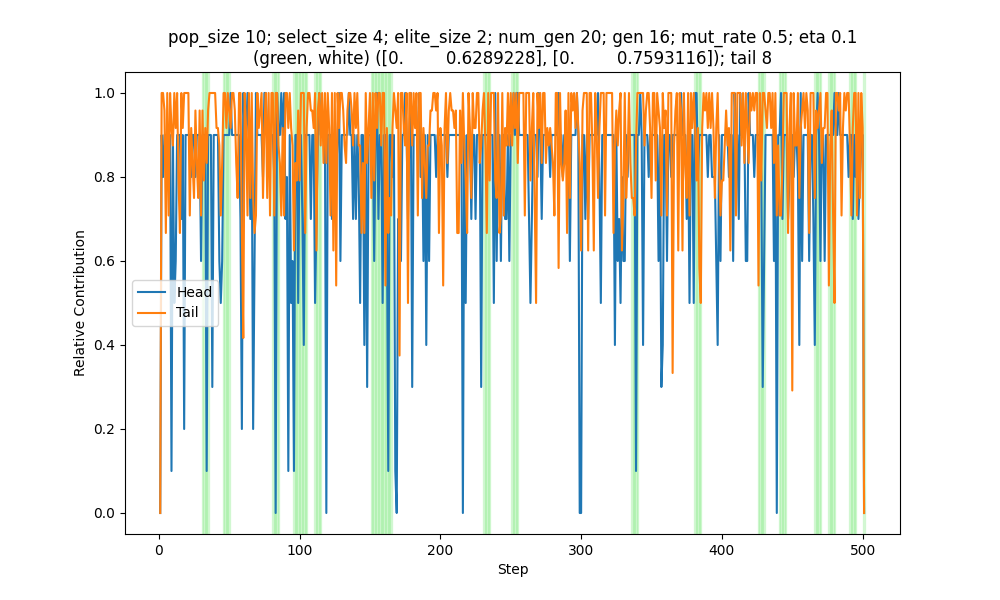 pop_size 10; select_size 4; elite_size 2; num_gen 20; gen 16; mut_rate 0.5; eta 0.1
(green, white) ([0. 0.6289228], [0. 0.7593116]); tail 8
1.0
0.8
0.6
0.4
0.2
0.0
Relative Contribution
Head
Tail
0 100 200 300 400 500
Step